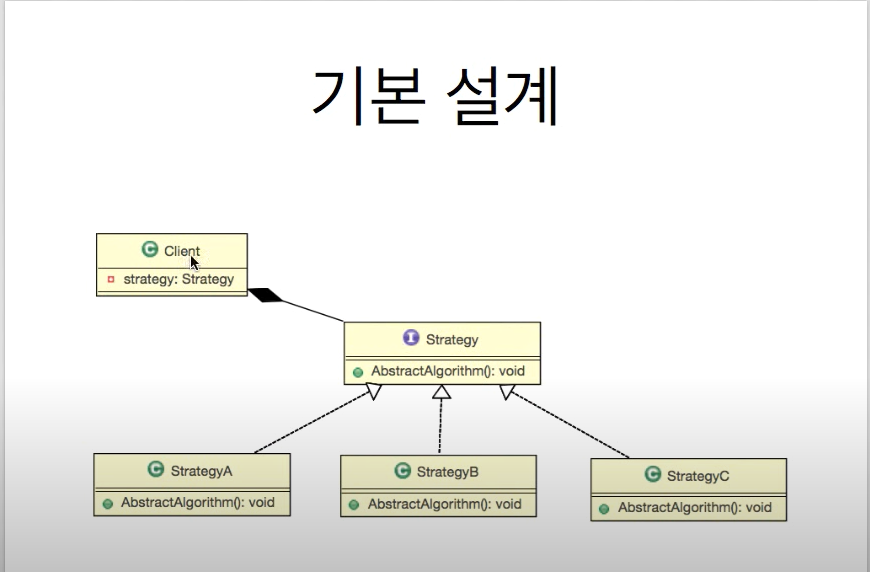 기본 설계
C Client
strategy: Strategy
I Strategy
AbstractAlgorithm(): void
C StrategyA
AbstractAlgorithm(): void
C StrategyB
AbstractAlgorithm(): void
C StrategyC
AbstractAlgorithm(): void